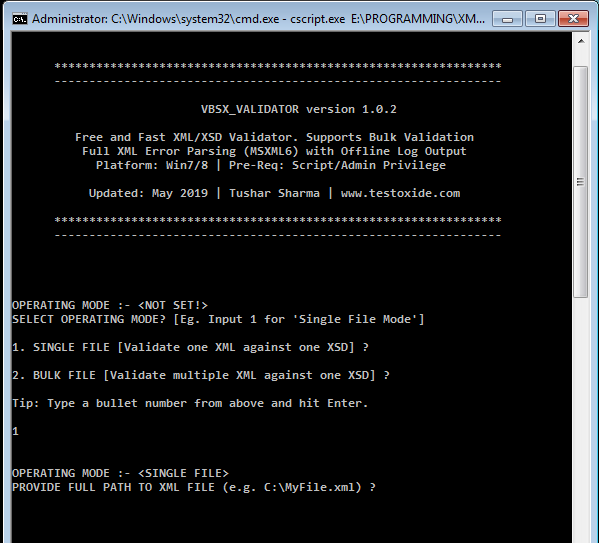 Administrator: C:\Windows\system32\cmd.exe - cscript.exe E:\PROGRAMMING\XM...
****************************************************************
----------------------------------------------------------------
VBSX_VALIDATOR version 1.0.2
Free and Fast XML/XSD Validator. Supports Bulk Validation
Full XML Error Parsing (MSXML6) with Offline Log Output
Platform: Win7/8 | Pre-Req: Script/Admin Privilege
Updated: May 2019 | Tushar Sharma | www.testoxide.com
****************************************************************
----------------------------------------------------------------
OPERATING MODE :- <NOT SET!>
SELECT OPERATING MODE? [Eg. Input 1 for 'Single File Mode']
1. SINGLE FILE [Validate one XML against one XSD] ?
2. BULK FILE [Validate multiple XML against one XSD] ?
Tip: Type a bullet number from above and hit Enter.
1
OPERATING MODE :- <SINGLE FILE>
PROVIDE FULL PATH TO XML FILE (e.g. C:\MyFile.xml) ?